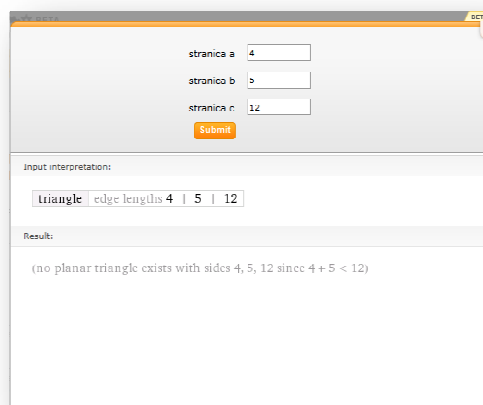 BETA
stranica a 4
stranica b 5
stranica c 12
Submit
Input interpretation:
triangle edge lengths 4 | 5 | 12
Result:
(no planar triangle exists with sides 4, 5, 12 since 4 + 5 < 12)